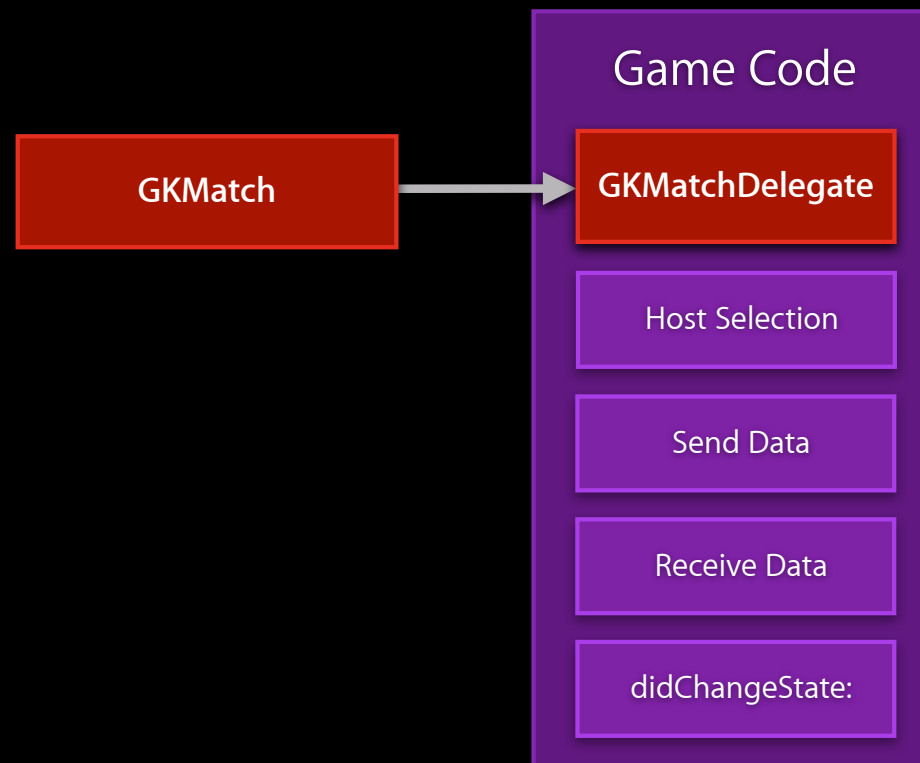 Game Code
GKMatch
GKMatchDelegate
Host Selection
Send Data
Receive Data
didChangeState: